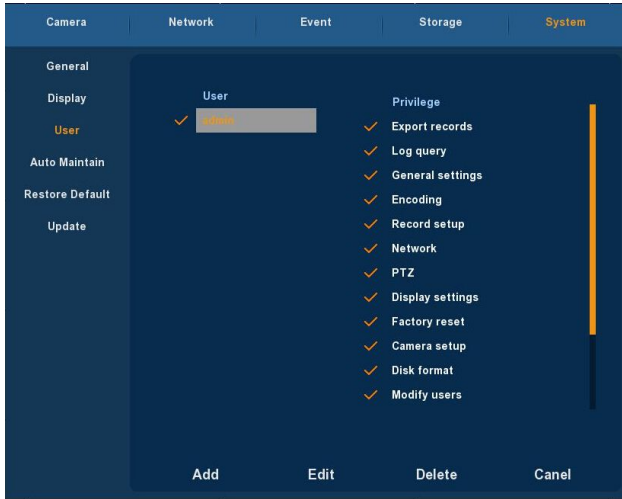 Camera Network Event Storage System
General
Display
User
Auto Maintain
Restore Default
Update
User
admin
Privilege
Export records
Log query
General settings
Encoding
Record setup
Network
PTZ
Display settings
Factory reset
Camera setup
Disk format
Modify users
Add Edit Delete Canel